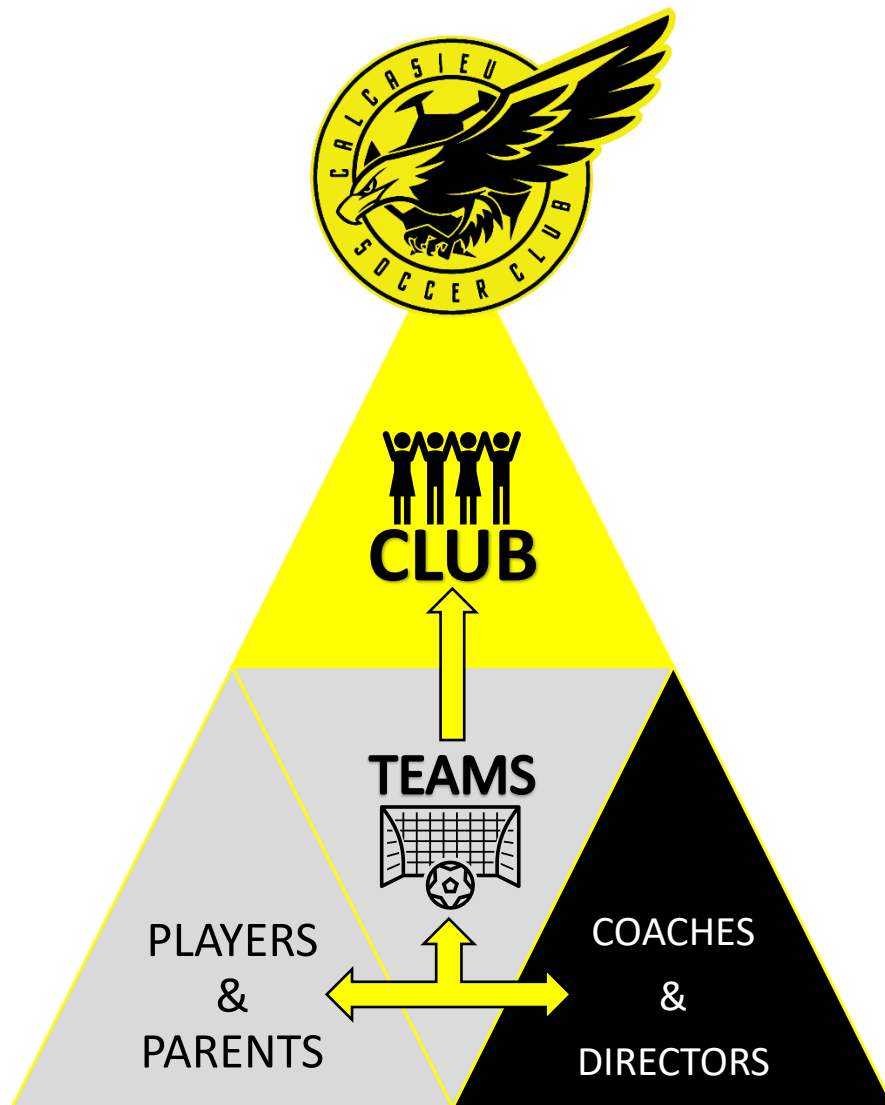 CALCASIEU
SOCCER CLUB
CLUB
TEAMS
PLAYERS
&
PARENTS
COACHES
&
DIRECTORS